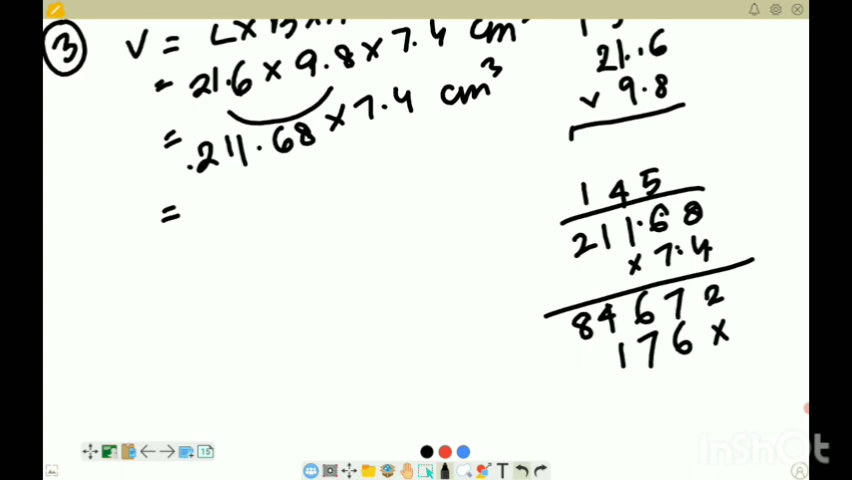 ③ V = L × B × H
= 21.6 × 9.8 × 7.4 cm³
= .211.68 × 7.4 cm³
=
21.6
× 9.8
1 4 5
211.68
× 7.4
84672
176×
15
T
InShot